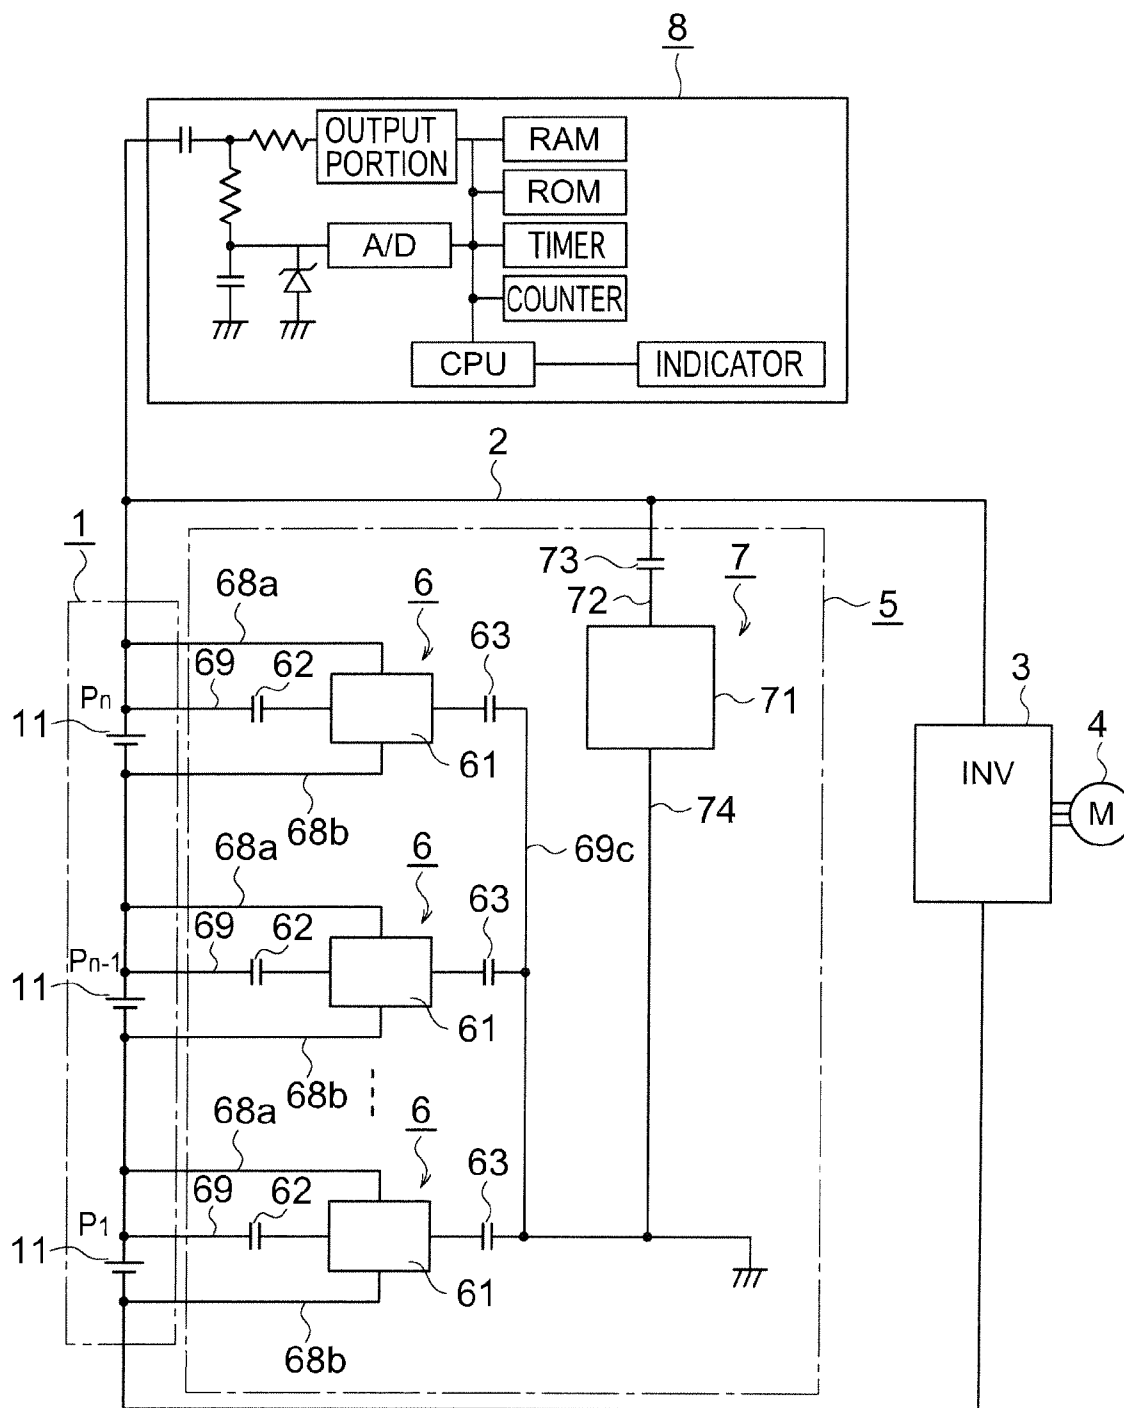 8
OUTPUT
PORTION
RAM
ROM
A/D
TIMER
COUNTER
CPU
INDICATOR
2
1
73
7
68a
6
72
5
69
62
63
Pn
3
11
71
61
4
INV
M
68b
74
68a
6
69c
63
69
62
Pn-1
11
61
68b
68a
6
63
69
62
P1
11
61
68b